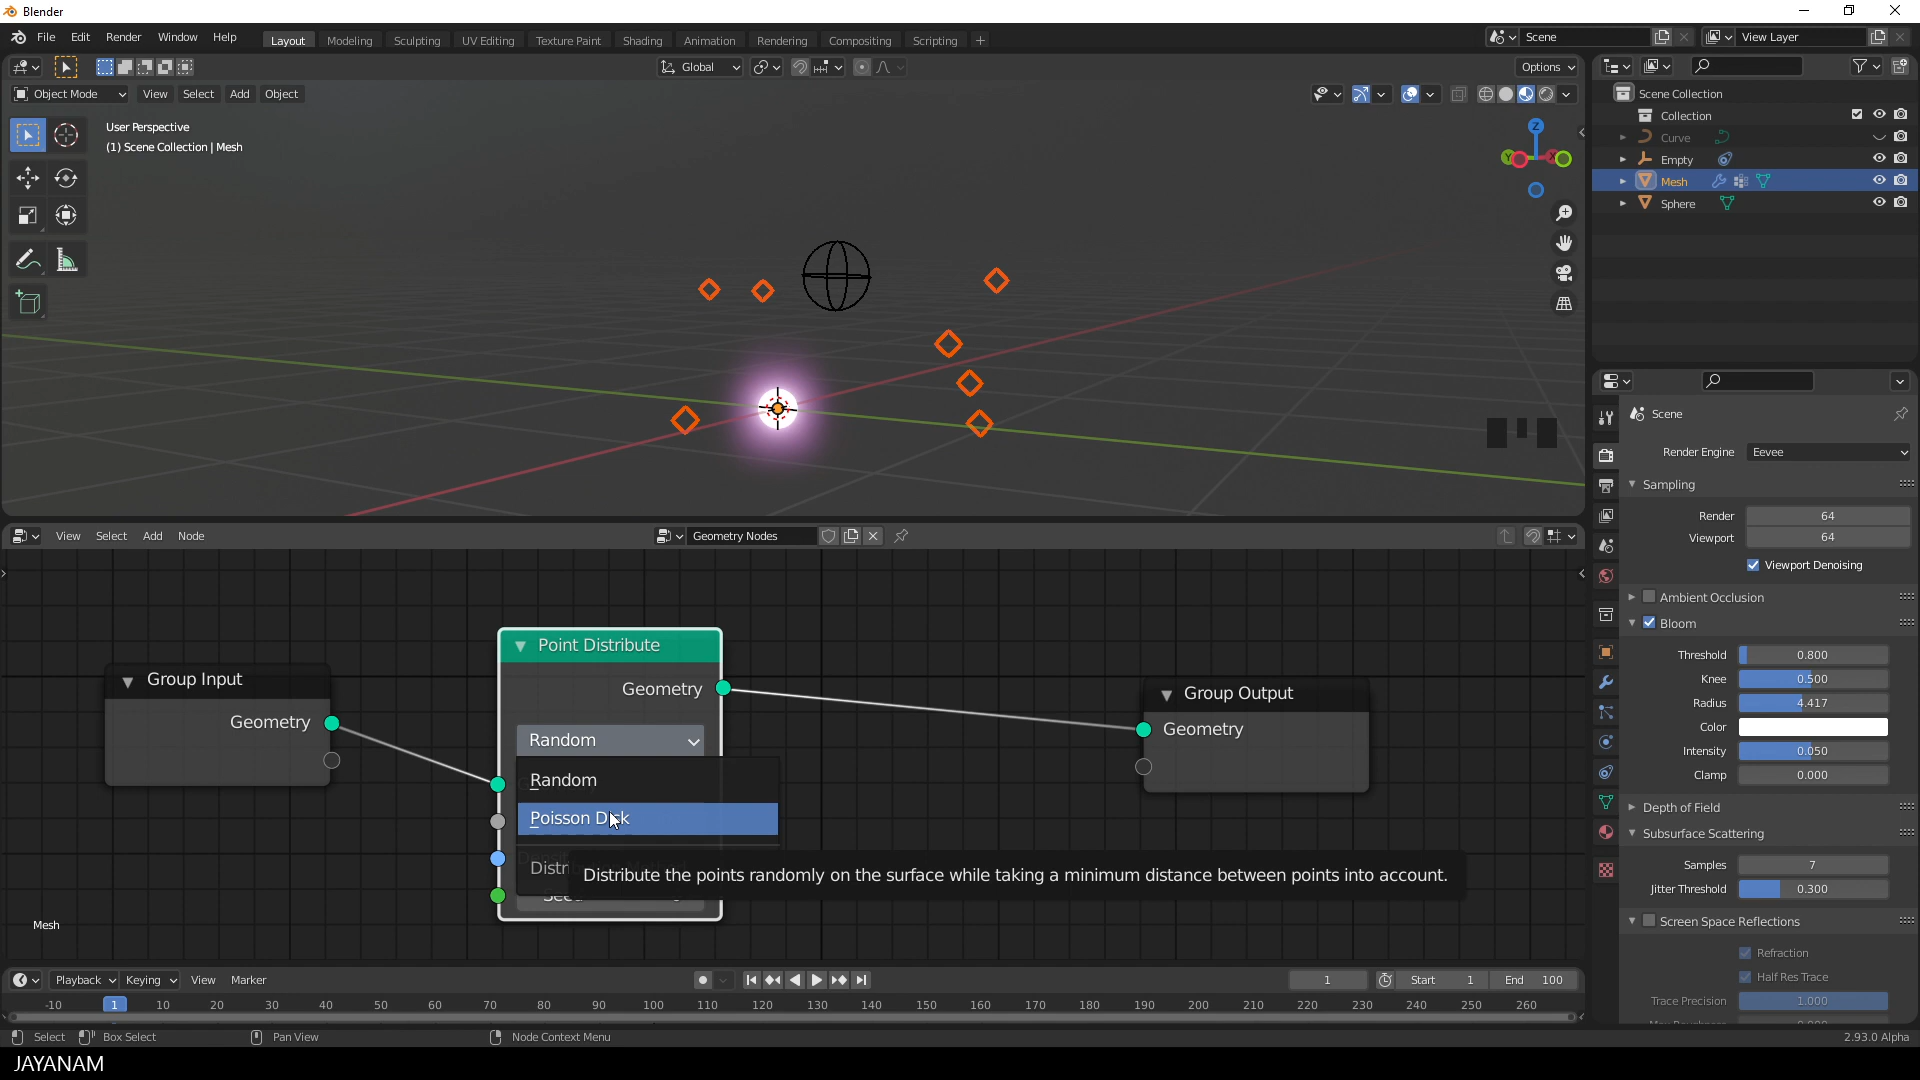 Blender
File Edit Render Window Help
Layout Modeling Sculpting UV Editing Texture Paint Shading Animation Rendering Compositing Scripting +
Scene
View Layer
Global
Options
Object Mode View Select Add Object
User Perspective
(1) Scene Collection | Mesh
Z
Y
X
Scene Collection
Collection
Curve
Empty
Mesh
Sphere
Scene
Render Engine Eevee
Sampling
Render 64
Viewport 64
Viewport Denoising
Ambient Occlusion
Bloom
Threshold 0.800
Knee 0.500
Radius 4.417
Color
Intensity 0.050
Clamp 0.000
Depth of Field
Subsurface Scattering
Samples 7
Jitter Threshold 0.300
Screen Space Reflections
Refraction
Half Res Trace
Trace Precision 1.000
View Select Add Node
Geometry Nodes
Group Input
Geometry
Point Distribute
Geometry
Random
Random
Poisson Disk
Distribute the points randomly on the surface while taking a minimum distance between points into account.
Group Output
Geometry
Mesh
Playback Keying View Marker
1
Start 1
End 100
-10 1 10 20 30 40 50 60 70 80 90 100 110 120 130 140 150 160 170 180 190 200 210 220 230 240 250 260
Select Box Select Pan View Node Context Menu
2.93.0 Alpha
JAYANAM